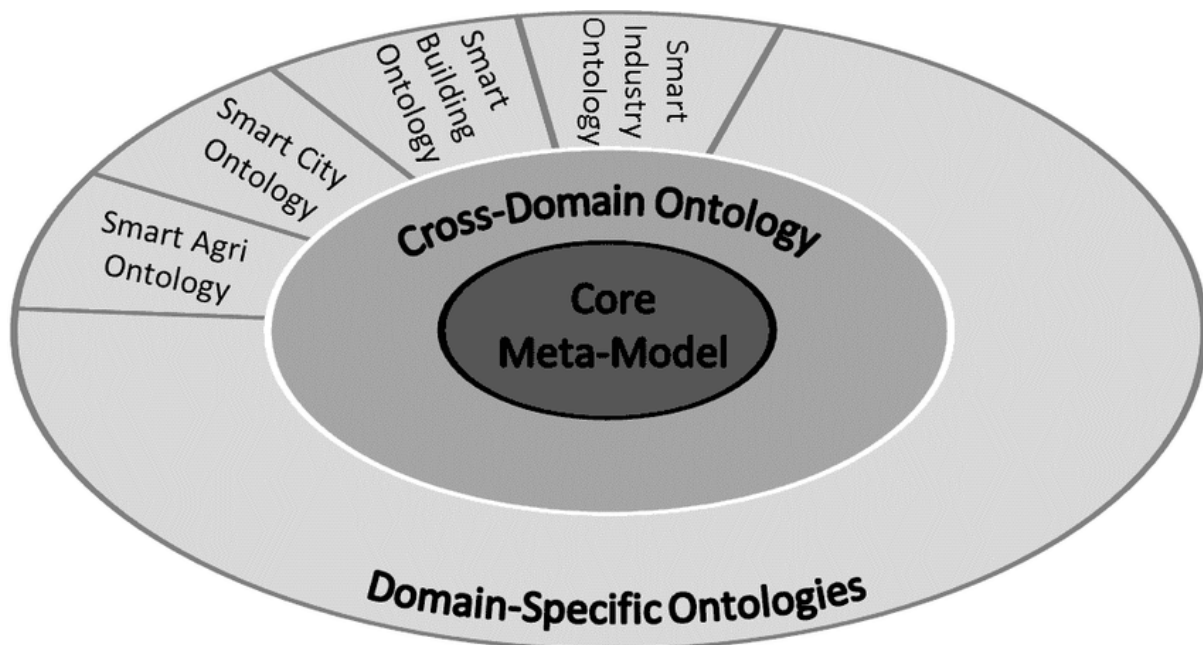 Smart
Industry
Ontology
Smart
Building
Ontology
Smart City
Ontology
Smart Agri
Ontology
Cross-Domain Ontology
Core
Meta-Model
Domain-Specific Ontologies